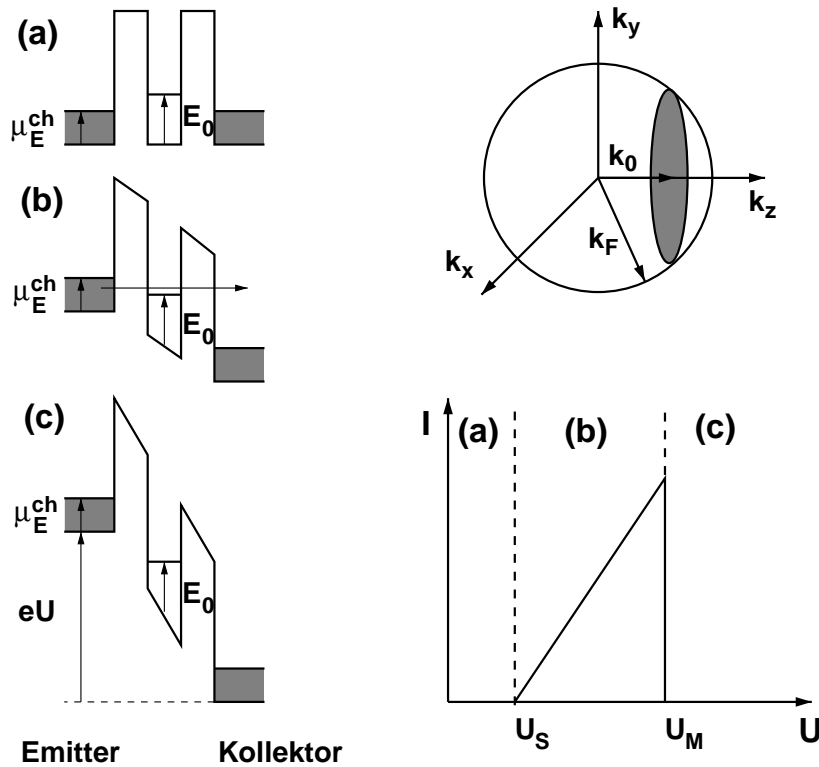 (a)
μ_E^ch
E_0
(b)
μ_E^ch
E_0
(c)
μ_E^ch
E_0
eU
Emitter
Kollektor
k_y
k_0
k_z
k_F
k_x
I
(a)
(b)
(c)
U_S
U_M
U